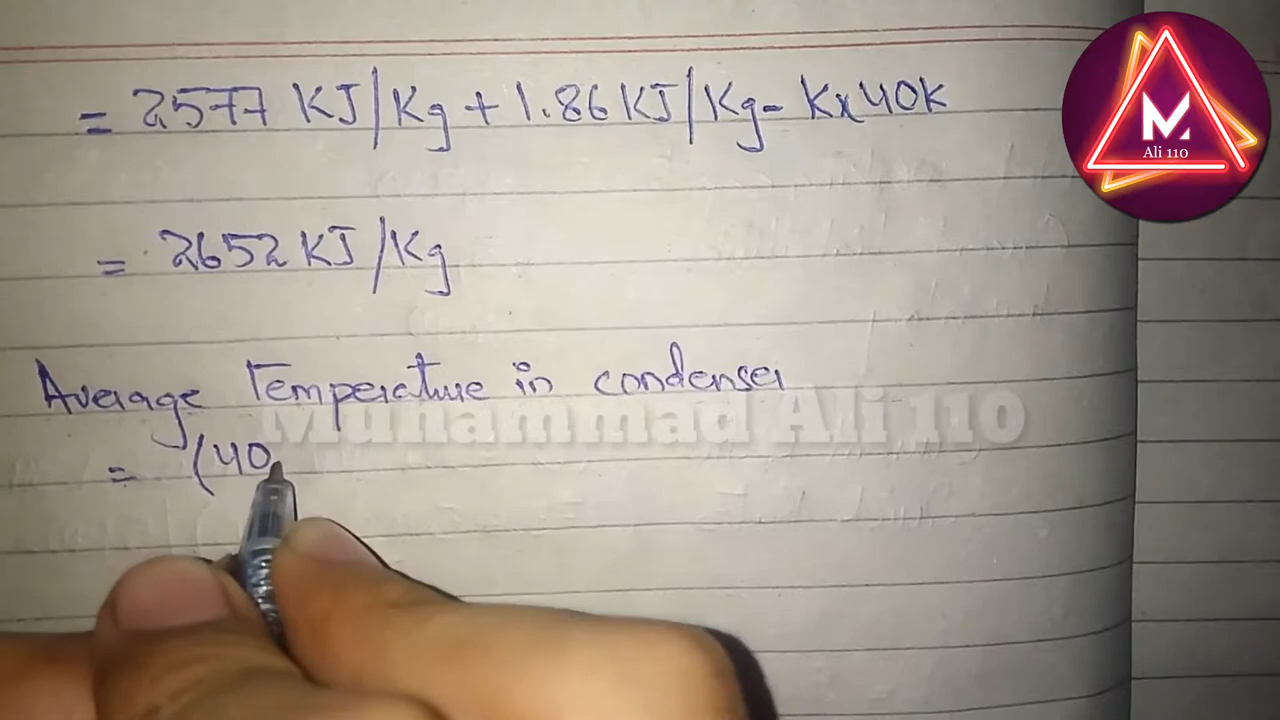 = 2577 KJ/Kg + 1.86 KJ/Kg - K x 40K
M.
Ali 110
= 2652 KJ/Kg
Average Temperature in condenser
Muhammad Ali 110
= (40